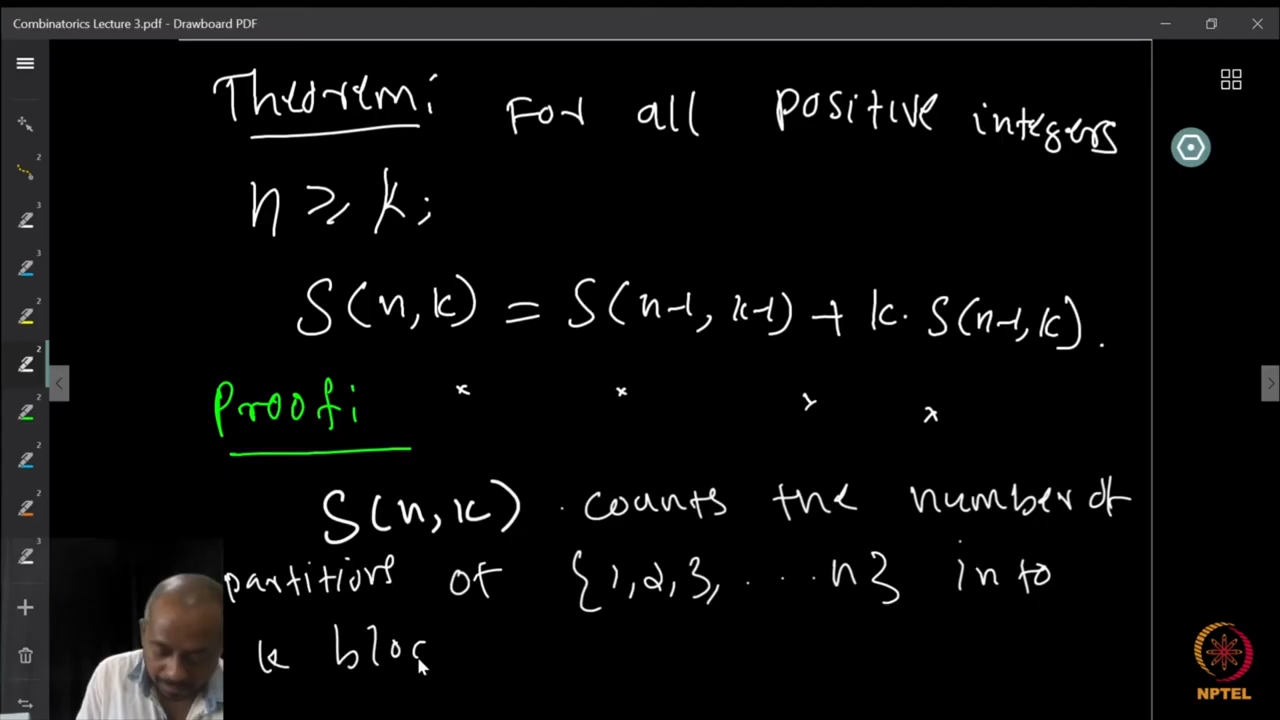 Combinatorics Lecture 3.pdf - Drawboard PDF
Theorem: For all positive integers
n ≥ k;
S(n,k) = S(n-1, k-1) + k. S(n-1,k).
Proof:
S(n,k) counts the number of
partitions of {1,2,3, ....n} into
k bloc
NPTEL